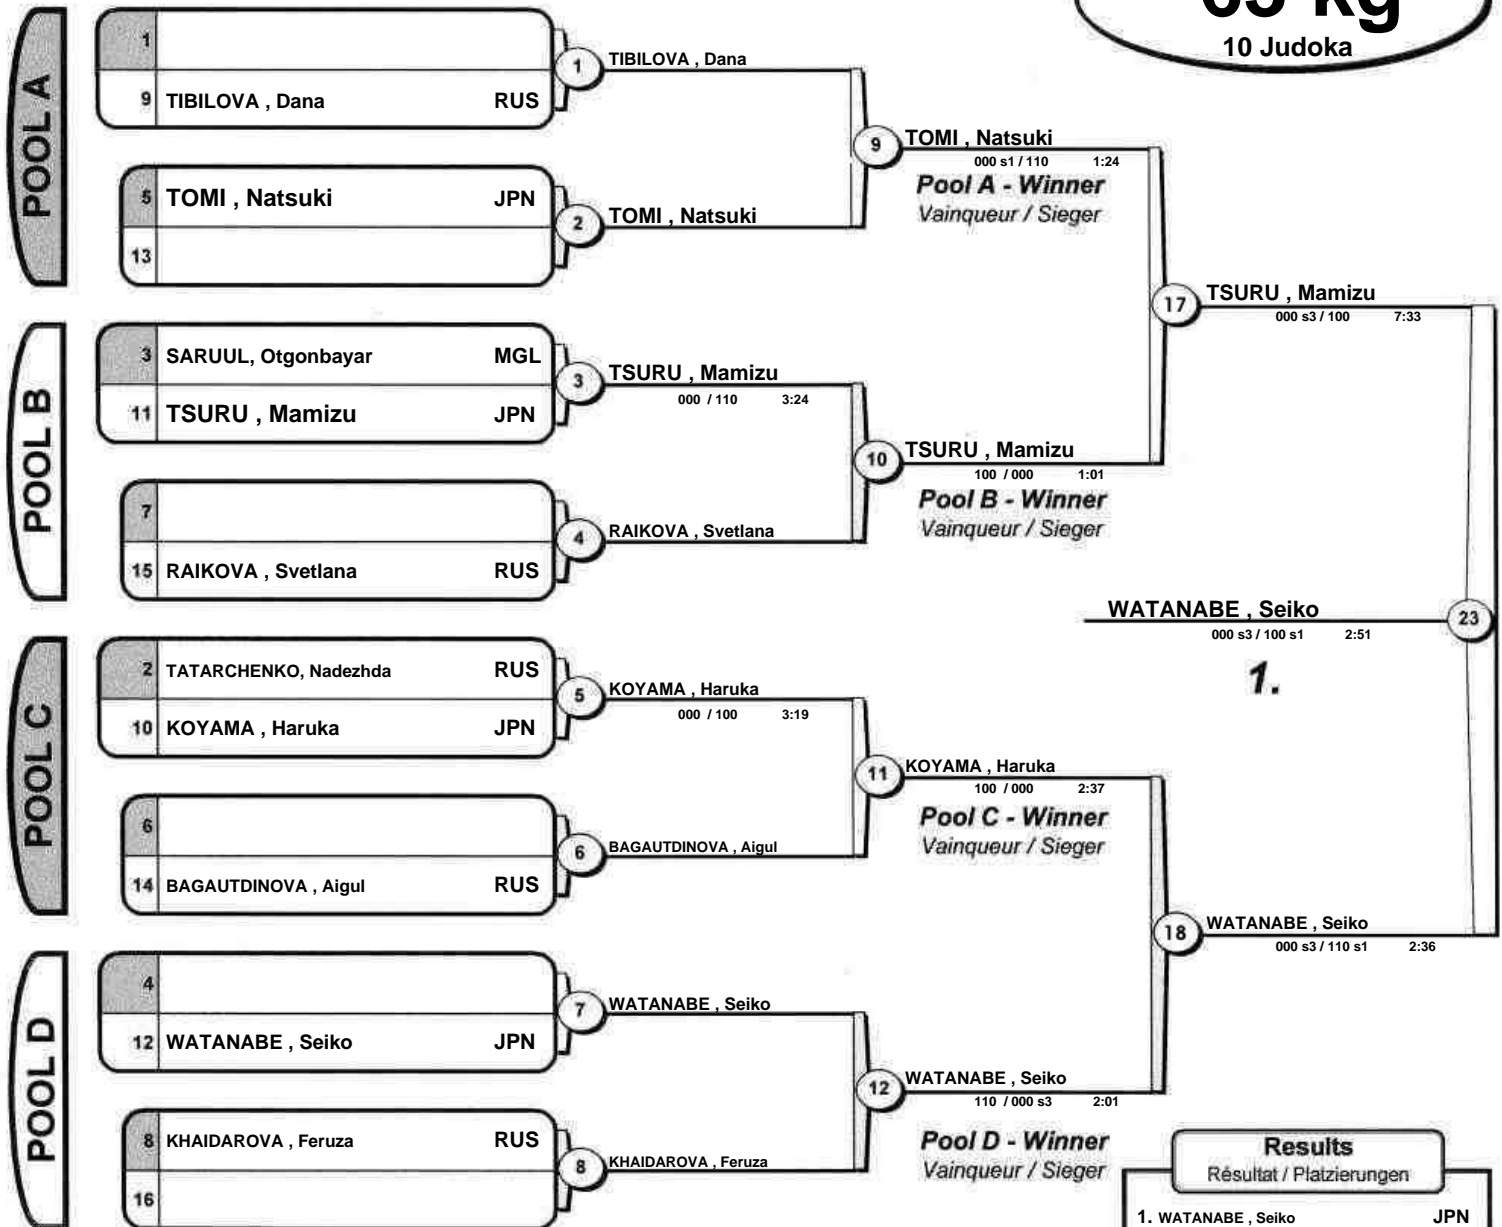 63 kg
10 Judoka
POOL A
1
9 TIBILOVA , Dana RUS
1 TIBILOVA , Dana
5 TOMI , Natsuki JPN
13
2 TOMI , Natsuki
9 TOMI , Natsuki
000 s1 / 110 1:24
Pool A - Winner
Vainqueur / Sieger
POOL B
3 SARUUL, Otgonbayar MGL
11 TSURU , Mamizu JPN
3 TSURU , Mamizu
000 / 110 3:24
7
15 RAIKOVA , Svetlana RUS
4 RAIKOVA , Svetlana
10 TSURU , Mamizu
100 / 000 1:01
Pool B - Winner
Vainqueur / Sieger
17 TSURU , Mamizu
000 s3 / 100 7:33
WATANABE , Seiko 23
000 s3 / 100 s1 2:51
1.
POOL C
2 TATARCHENKO, Nadezhda RUS
10 KOYAMA , Haruka JPN
5 KOYAMA , Haruka
000 / 100 3:19
6
14 BAGAUTDINOVA , Aigul RUS
6 BAGAUTDINOVA , Aigul
11 KOYAMA , Haruka
100 / 000 2:37
Pool C - Winner
Vainqueur / Sieger
18 WATANABE , Seiko
000 s3 / 110 s1 2:36
POOL D
4
12 WATANABE , Seiko JPN
7 WATANABE , Seiko
8 KHAIDAROVA , Feruza RUS
16
8 KHAIDAROVA , Feruza
12 WATANABE , Seiko
110 / 000 s3 2:01
Pool D - Winner
Vainqueur / Sieger
Results
Résultat / Platzierungen
1. WATANABE , Seiko JPN